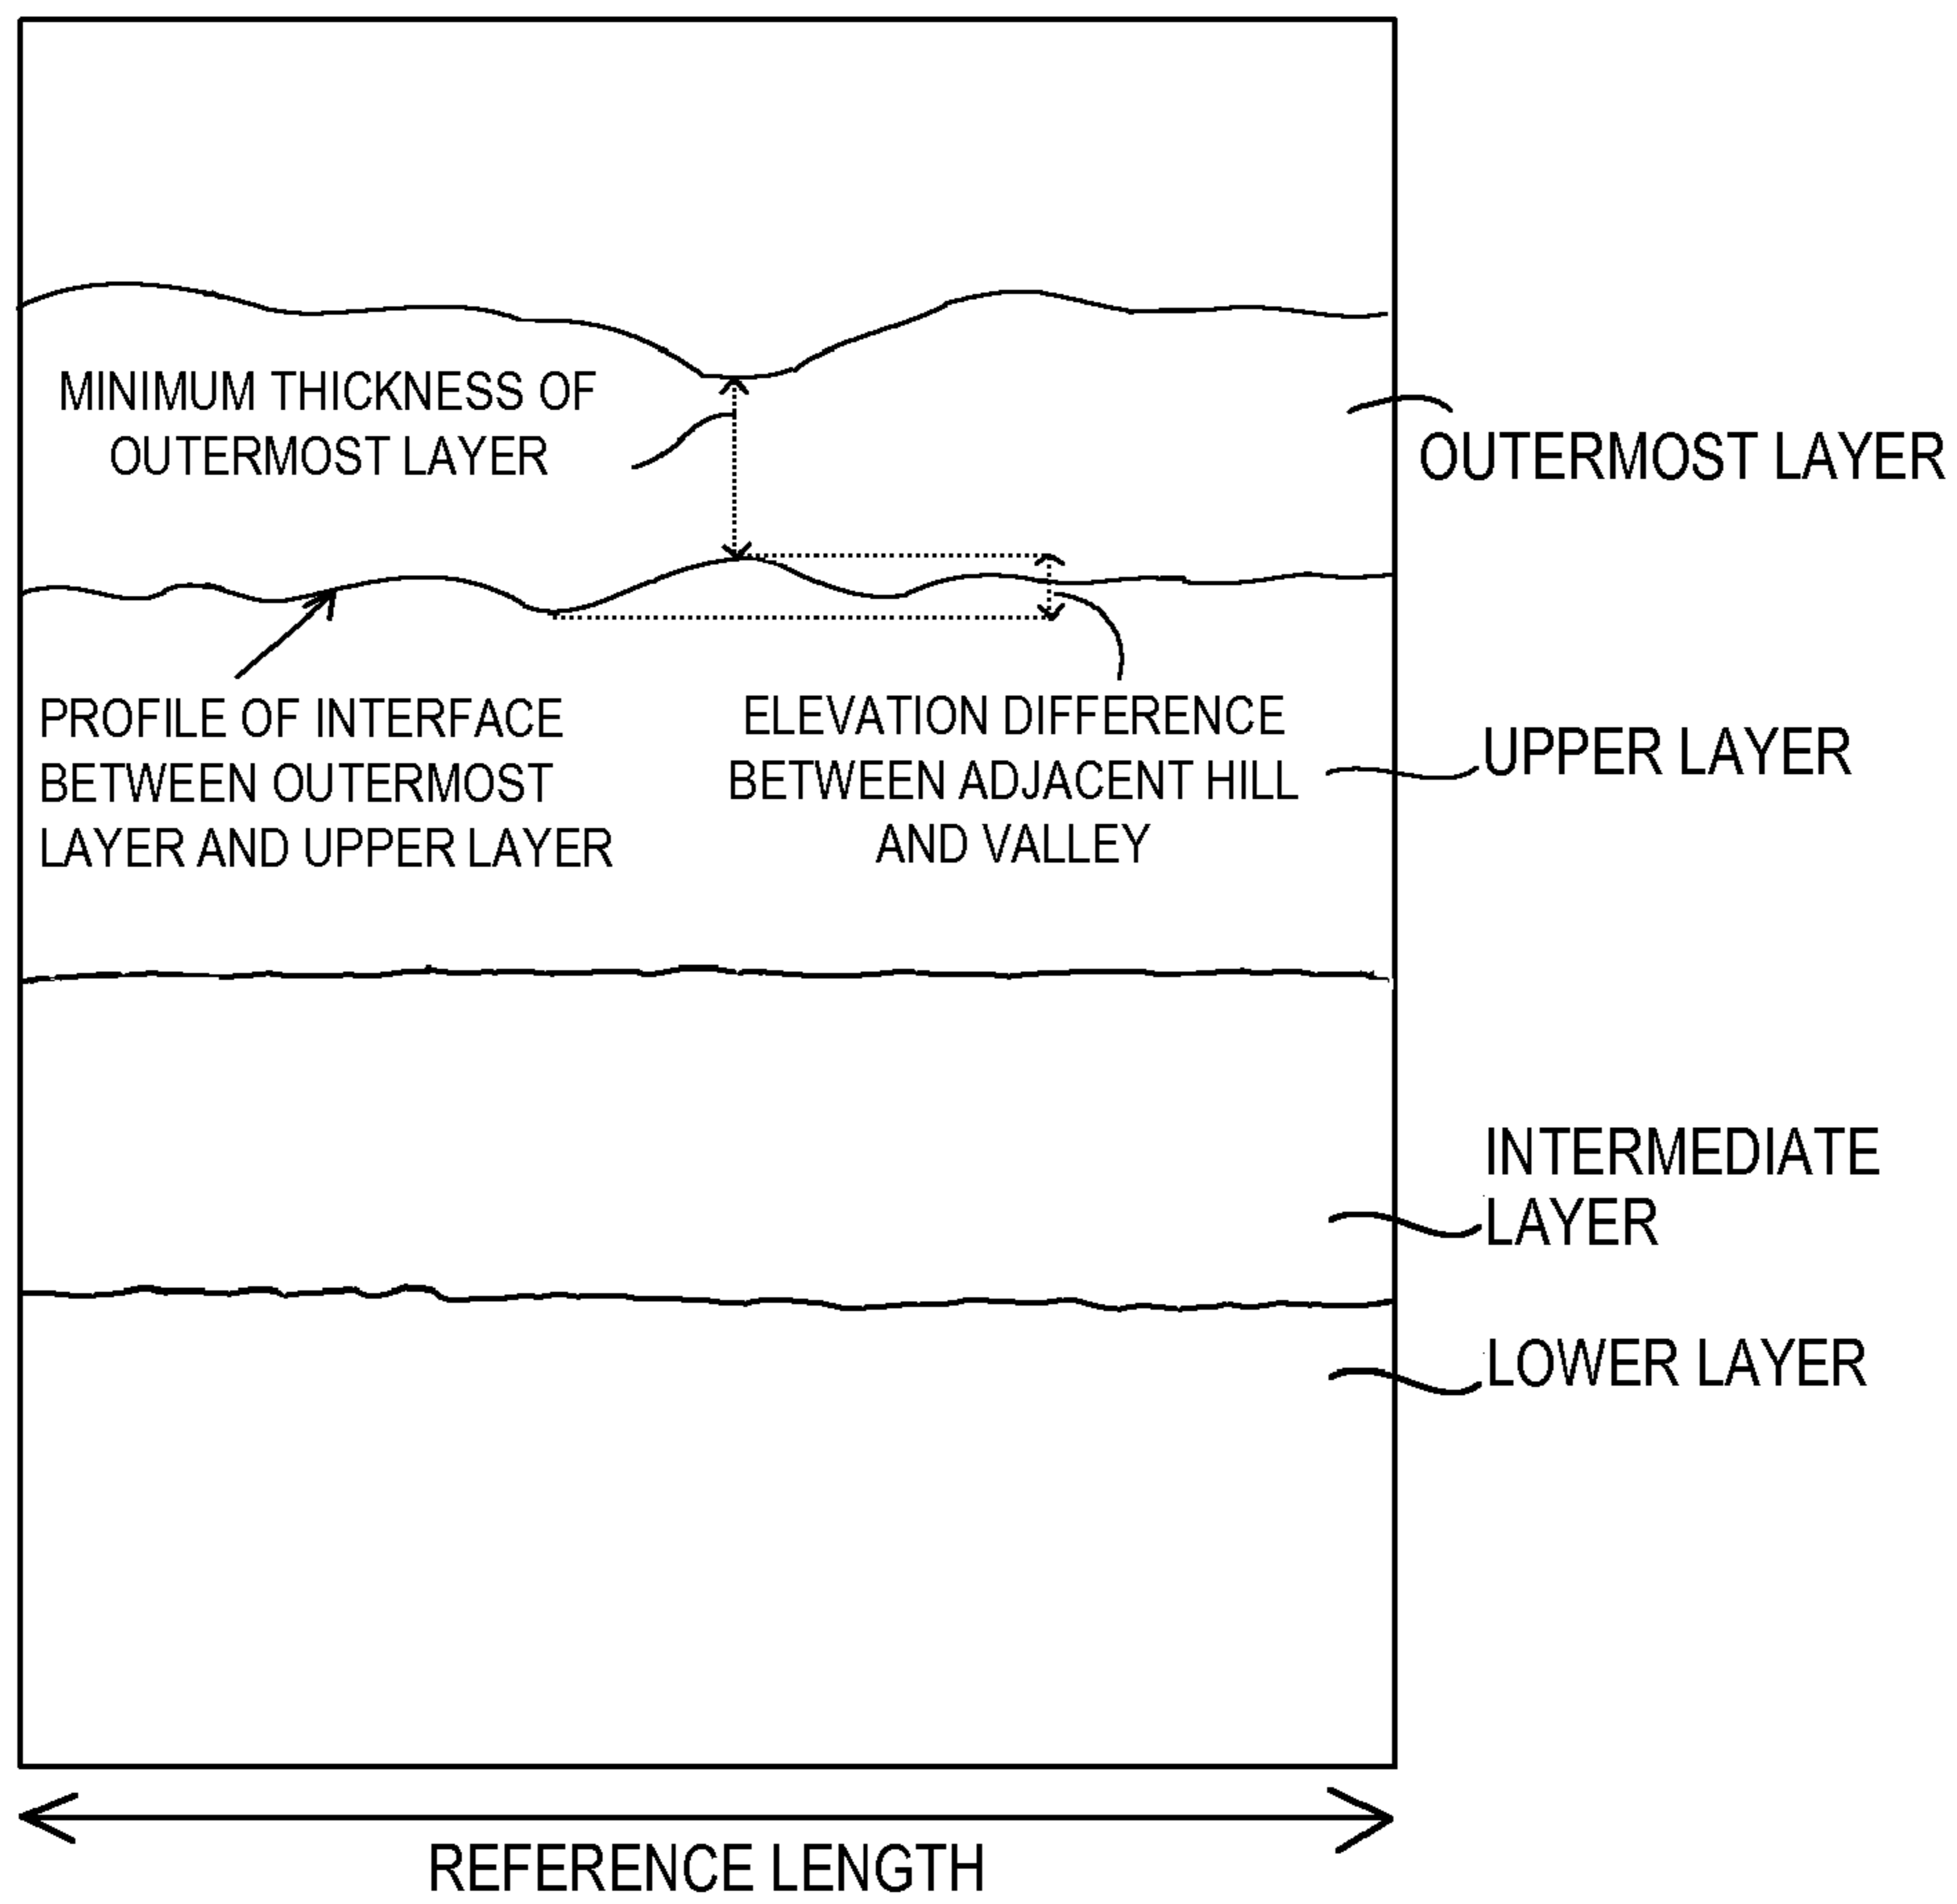 MINIMUM THICKNESS OF
OUTERMOST LAYER
OUTERMOST LAYER
PROFILE OF INTERFACE
BETWEEN OUTERMOST
LAYER AND UPPER LAYER
ELEVATION DIFFERENCE
BETWEEN ADJACENT HILL
AND VALLEY
UPPER LAYER
INTERMEDIATE
LAYER
LOWER LAYER
REFERENCE LENGTH